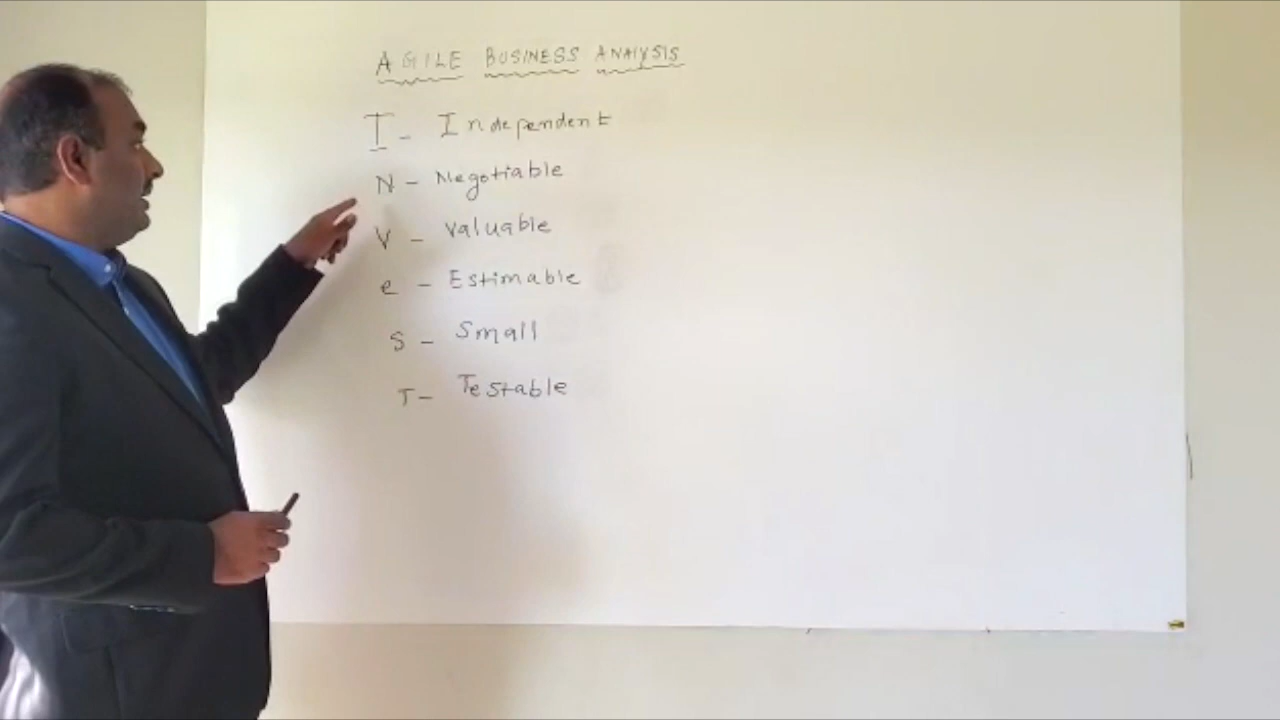 AGILE BUSINESS ANALYSIS
I - Independent
N - Negotiable
V - Valuable
e - Estimable
S - Small
T - Testable